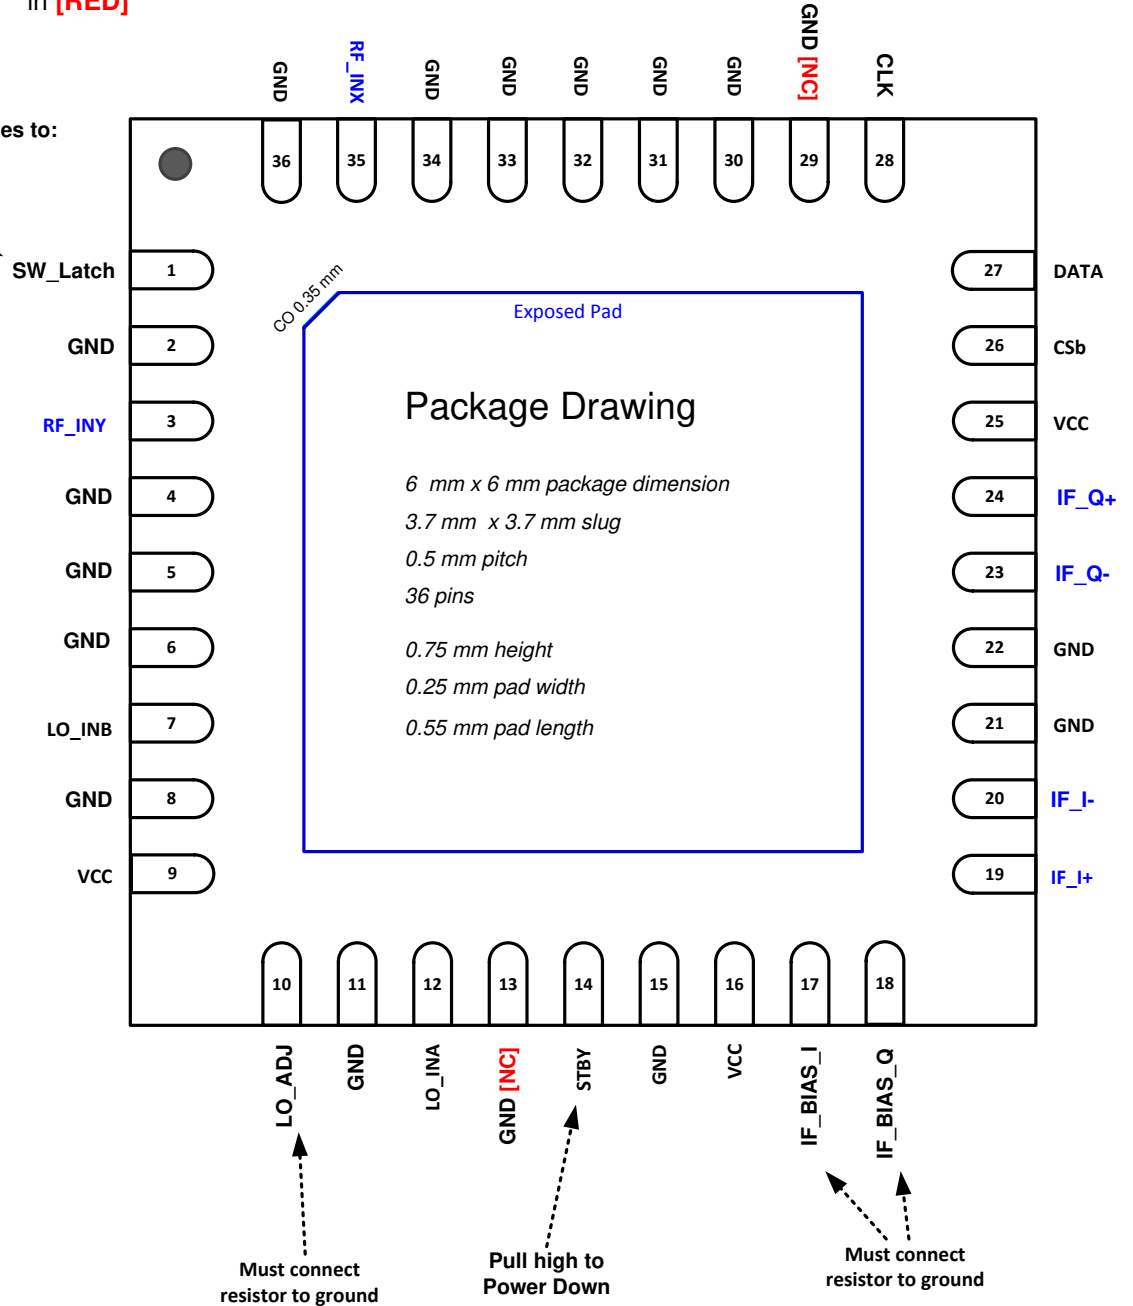 in [RED]
es to:
GND
RF_INX
GND
GND
GND
GND
GND
GND [NC]
CLK
36
35
34
33
32
31
30
29
28
SW_Latch 1
GND 2
RF_INY 3
GND 4
GND 5
GND 6
LO_INB 7
GND 8
VCC 9
CO 0.35 mm
Exposed Pad
Package Drawing
6 mm x 6 mm package dimension
3.7 mm x 3.7 mm slug
0.5 mm pitch
36 pins
0.75 mm height
0.25 mm pad width
0.55 mm pad length
27 DATA
26 CSb
25 VCC
24 IF_Q+
23 IF_Q-
22 GND
21 GND
20 IF_I-
19 IF_I+
10
11
12
13
14
15
16
17
18
LO_ADJ
GND
LO_INA
GND [NC]
STBY
GND
VCC
IF_BIAS_I
IF_BIAS_Q
Must connect
resistor to ground
Pull high to
Power Down
Must connect
resistor to ground